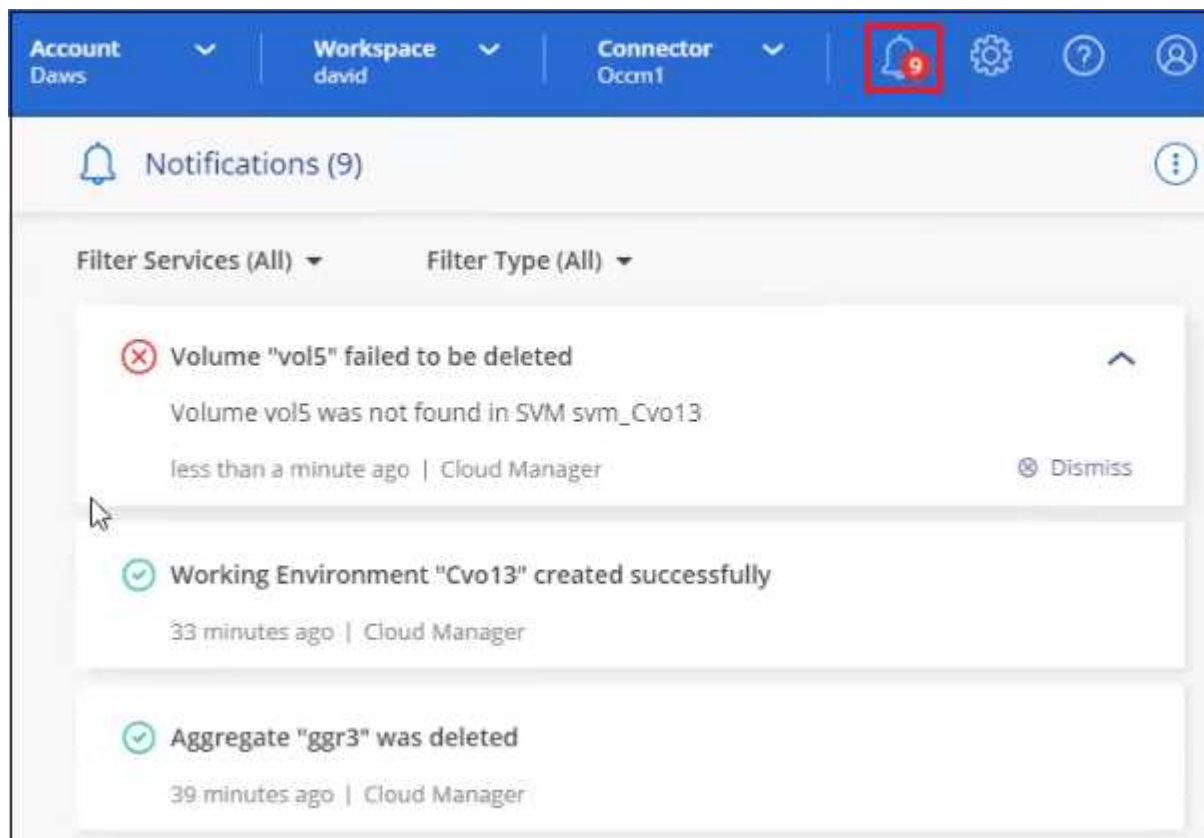 Account
Workspace
Connector
Daws
david
Occm1
9
Notifications (9)
Filter Services (All)
Filter Type (All)
Volume "vol5" failed to be deleted
Volume vol5 was not found in SVM svm_Cvo13
less than a minute ago | Cloud Manager
Dismiss
Working Environment "Cvo13" created successfully
33 minutes ago | Cloud Manager
Aggregate "ggr3" was deleted
39 minutes ago | Cloud Manager